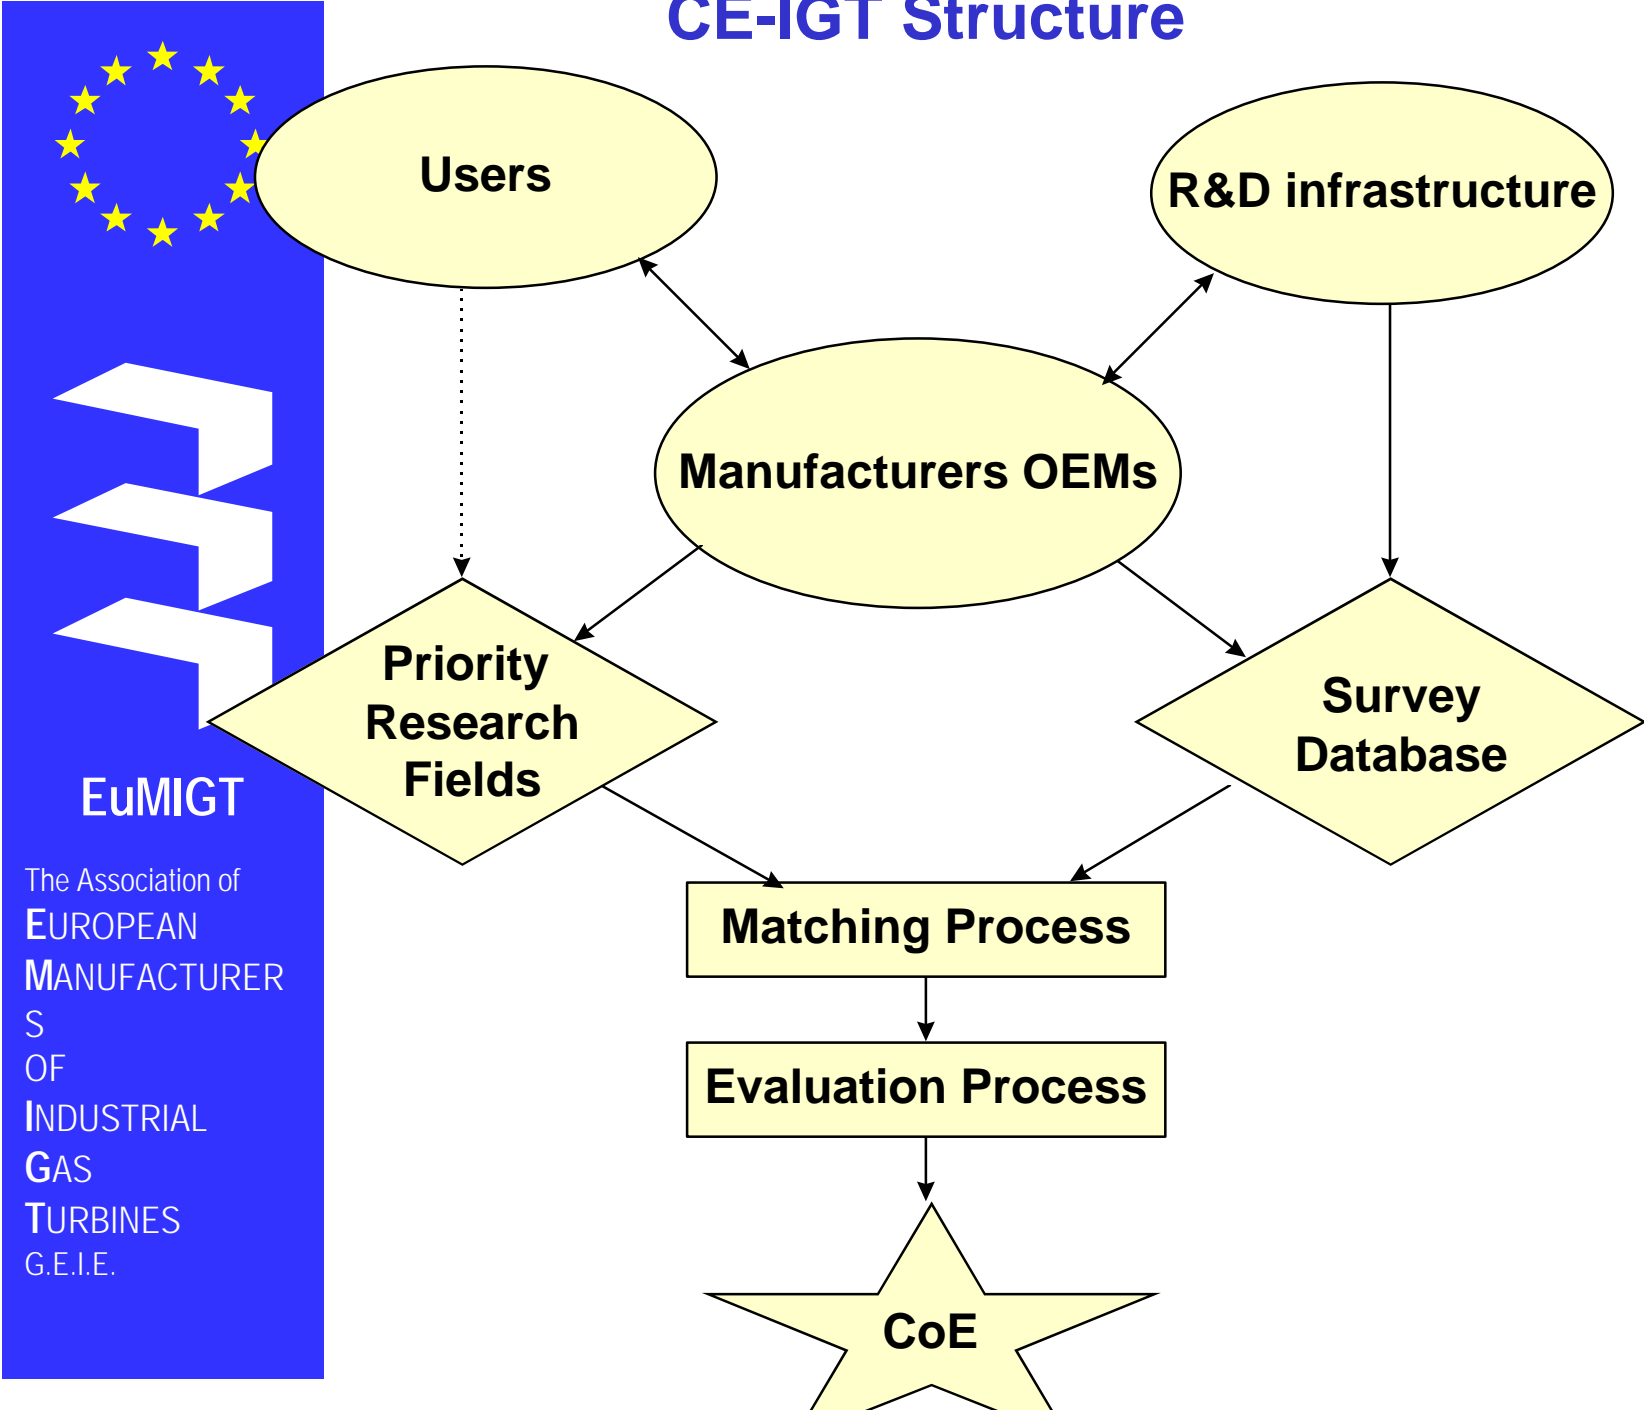 CE-IGT Structure
Users
R&D infrastructure
Manufacturers OEMs
Priority
Research
Fields
Survey
Database
Matching Process
Evaluation Process
CoE
EuMIGT
The Association of
EUROPEAN
MANUFACTURER
S
OF
INDUSTRIAL
GAS
TURBINES
G.E.I.E.